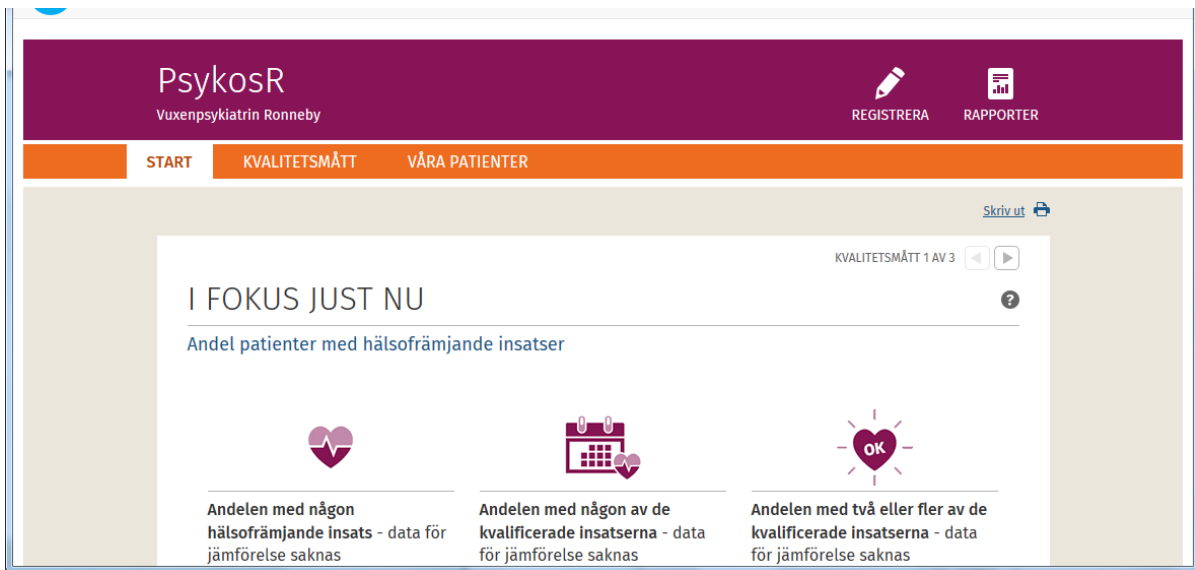 PsykosR
Vuxenpsykiatrin Ronneby
REGISTRERA
RAPPORTER
START
KVALITETSMÅTT
VÅRA PATIENTER
Skriv ut
KVALITETSMÅTT 1 AV 3
I FOKUS JUST NU
?
Andel patienter med hälsofrämjande insatser
OK
Andelen med någon
hälsofrämjande insats - data för
jämförelse saknas
Andelen med någon av de
kvalificerade insatserna - data
för jämförelse saknas
Andelen med två eller fler av de
kvalificerade insatserna - data
för jämförelse saknas